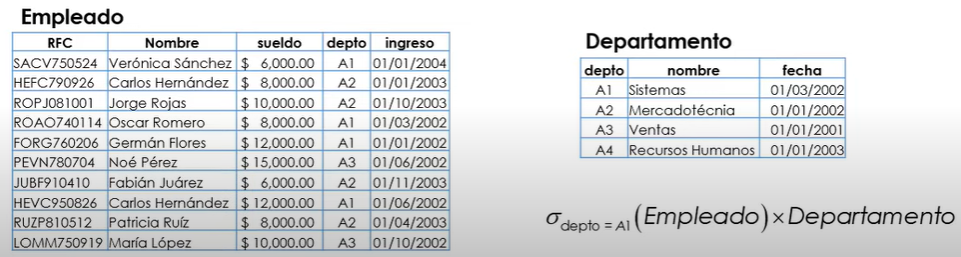 Empleado
RFC Nombre sueldo depto ingreso
SACV750524 Verónica Sánchez $ 6,000.00 A1 01/01/2004
HEFC790926 Carlos Hernández $ 8,000.00 A2 01/01/2003
ROPJ081001 Jorge Rojas $ 10,000.00 A2 01/10/2003
ROAO740114 Oscar Romero $ 8,000.00 A1 01/03/2002
FORG760206 Germán Flores $ 12,000.00 A1 01/01/2002
PEVN780704 Noé Pérez $ 15,000.00 A3 01/06/2002
JUBF910410 Fabián Juárez $ 6,000.00 A2 01/11/2003
HEVC950826 Carlos Hernández $ 12,000.00 A1 01/06/2002
RUZP810512 Patricia Ruíz $ 8,000.00 A2 01/04/2003
LOMM750919 María López $ 10,000.00 A3 01/10/2002
Departamento
depto nombre fecha
A1 Sistemas 01/03/2002
A2 Mercadotécnia 01/01/2002
A3 Ventas 01/01/2001
A4 Recursos Humanos 01/01/2003
σ depto = A1 (Empleado) × Departamento